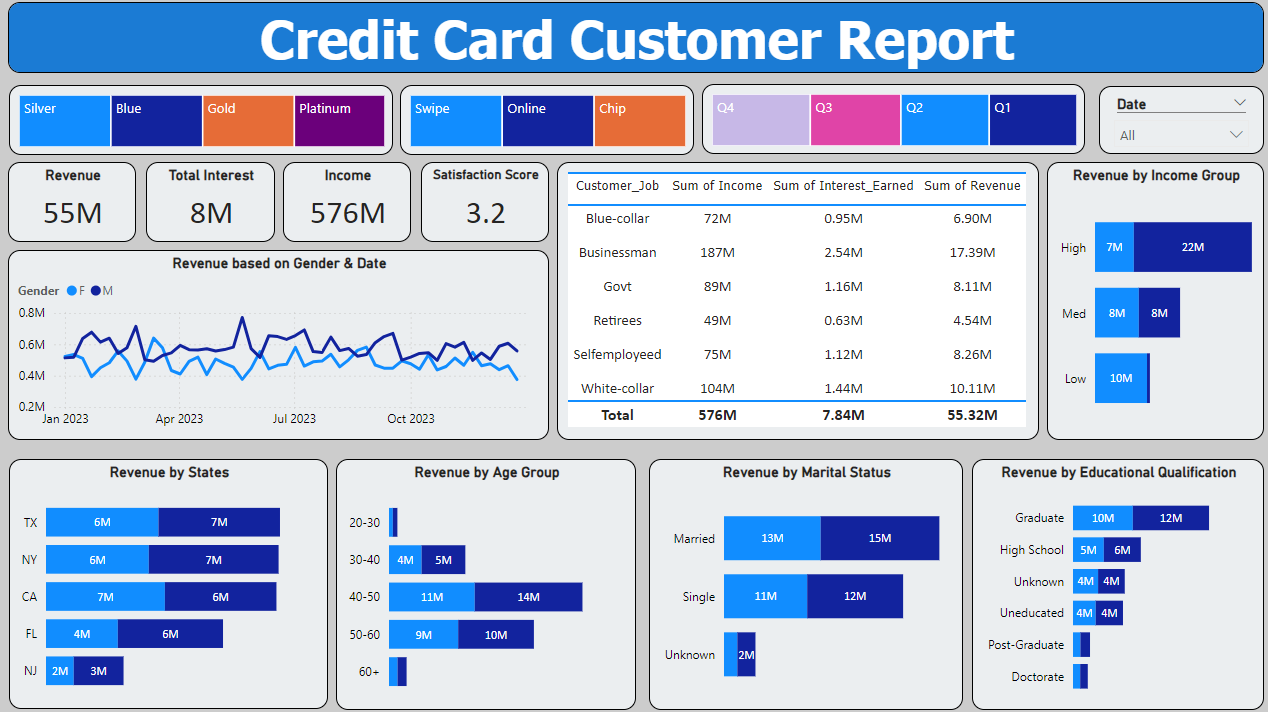 Credit Card Customer Report
Silver Blue Gold Platinum
Swipe Online Chip
Q4 Q3 Q2 Q1
Date
All
Revenue
55M
Total Interest
8M
Income
576M
Satisfaction Score
3.2
Customer_Job Sum of Income Sum of Interest_Earned Sum of Revenue
Blue-collar 72M 0.95M 6.90M
Businessman 187M 2.54M 17.39M
Govt 89M 1.16M 8.11M
Retirees 49M 0.63M 4.54M
Selfemployeed 75M 1.12M 8.26M
White-collar 104M 1.44M 10.11M
Total 576M 7.84M 55.32M
Revenue by Income Group
High 7M 22M
Med 8M 8M
Low 10M
Revenue based on Gender & Date
Gender F M
0.8M
0.6M
0.4M
0.2M
Jan 2023 Apr 2023 Jul 2023 Oct 2023
Revenue by States
TX 6M 7M
NY 6M 7M
CA 7M 6M
FL 4M 6M
NJ 2M 3M
Revenue by Age Group
20-30
30-40 4M 5M
40-50 11M 14M
50-60 9M 10M
60+
Revenue by Marital Status
Married 13M 15M
Single 11M 12M
Unknown 2M
Revenue by Educational Qualification
Graduate 10M 12M
High School 5M 6M
Unknown 4M 4M
Uneducated 4M 4M
Post-Graduate
Doctorate